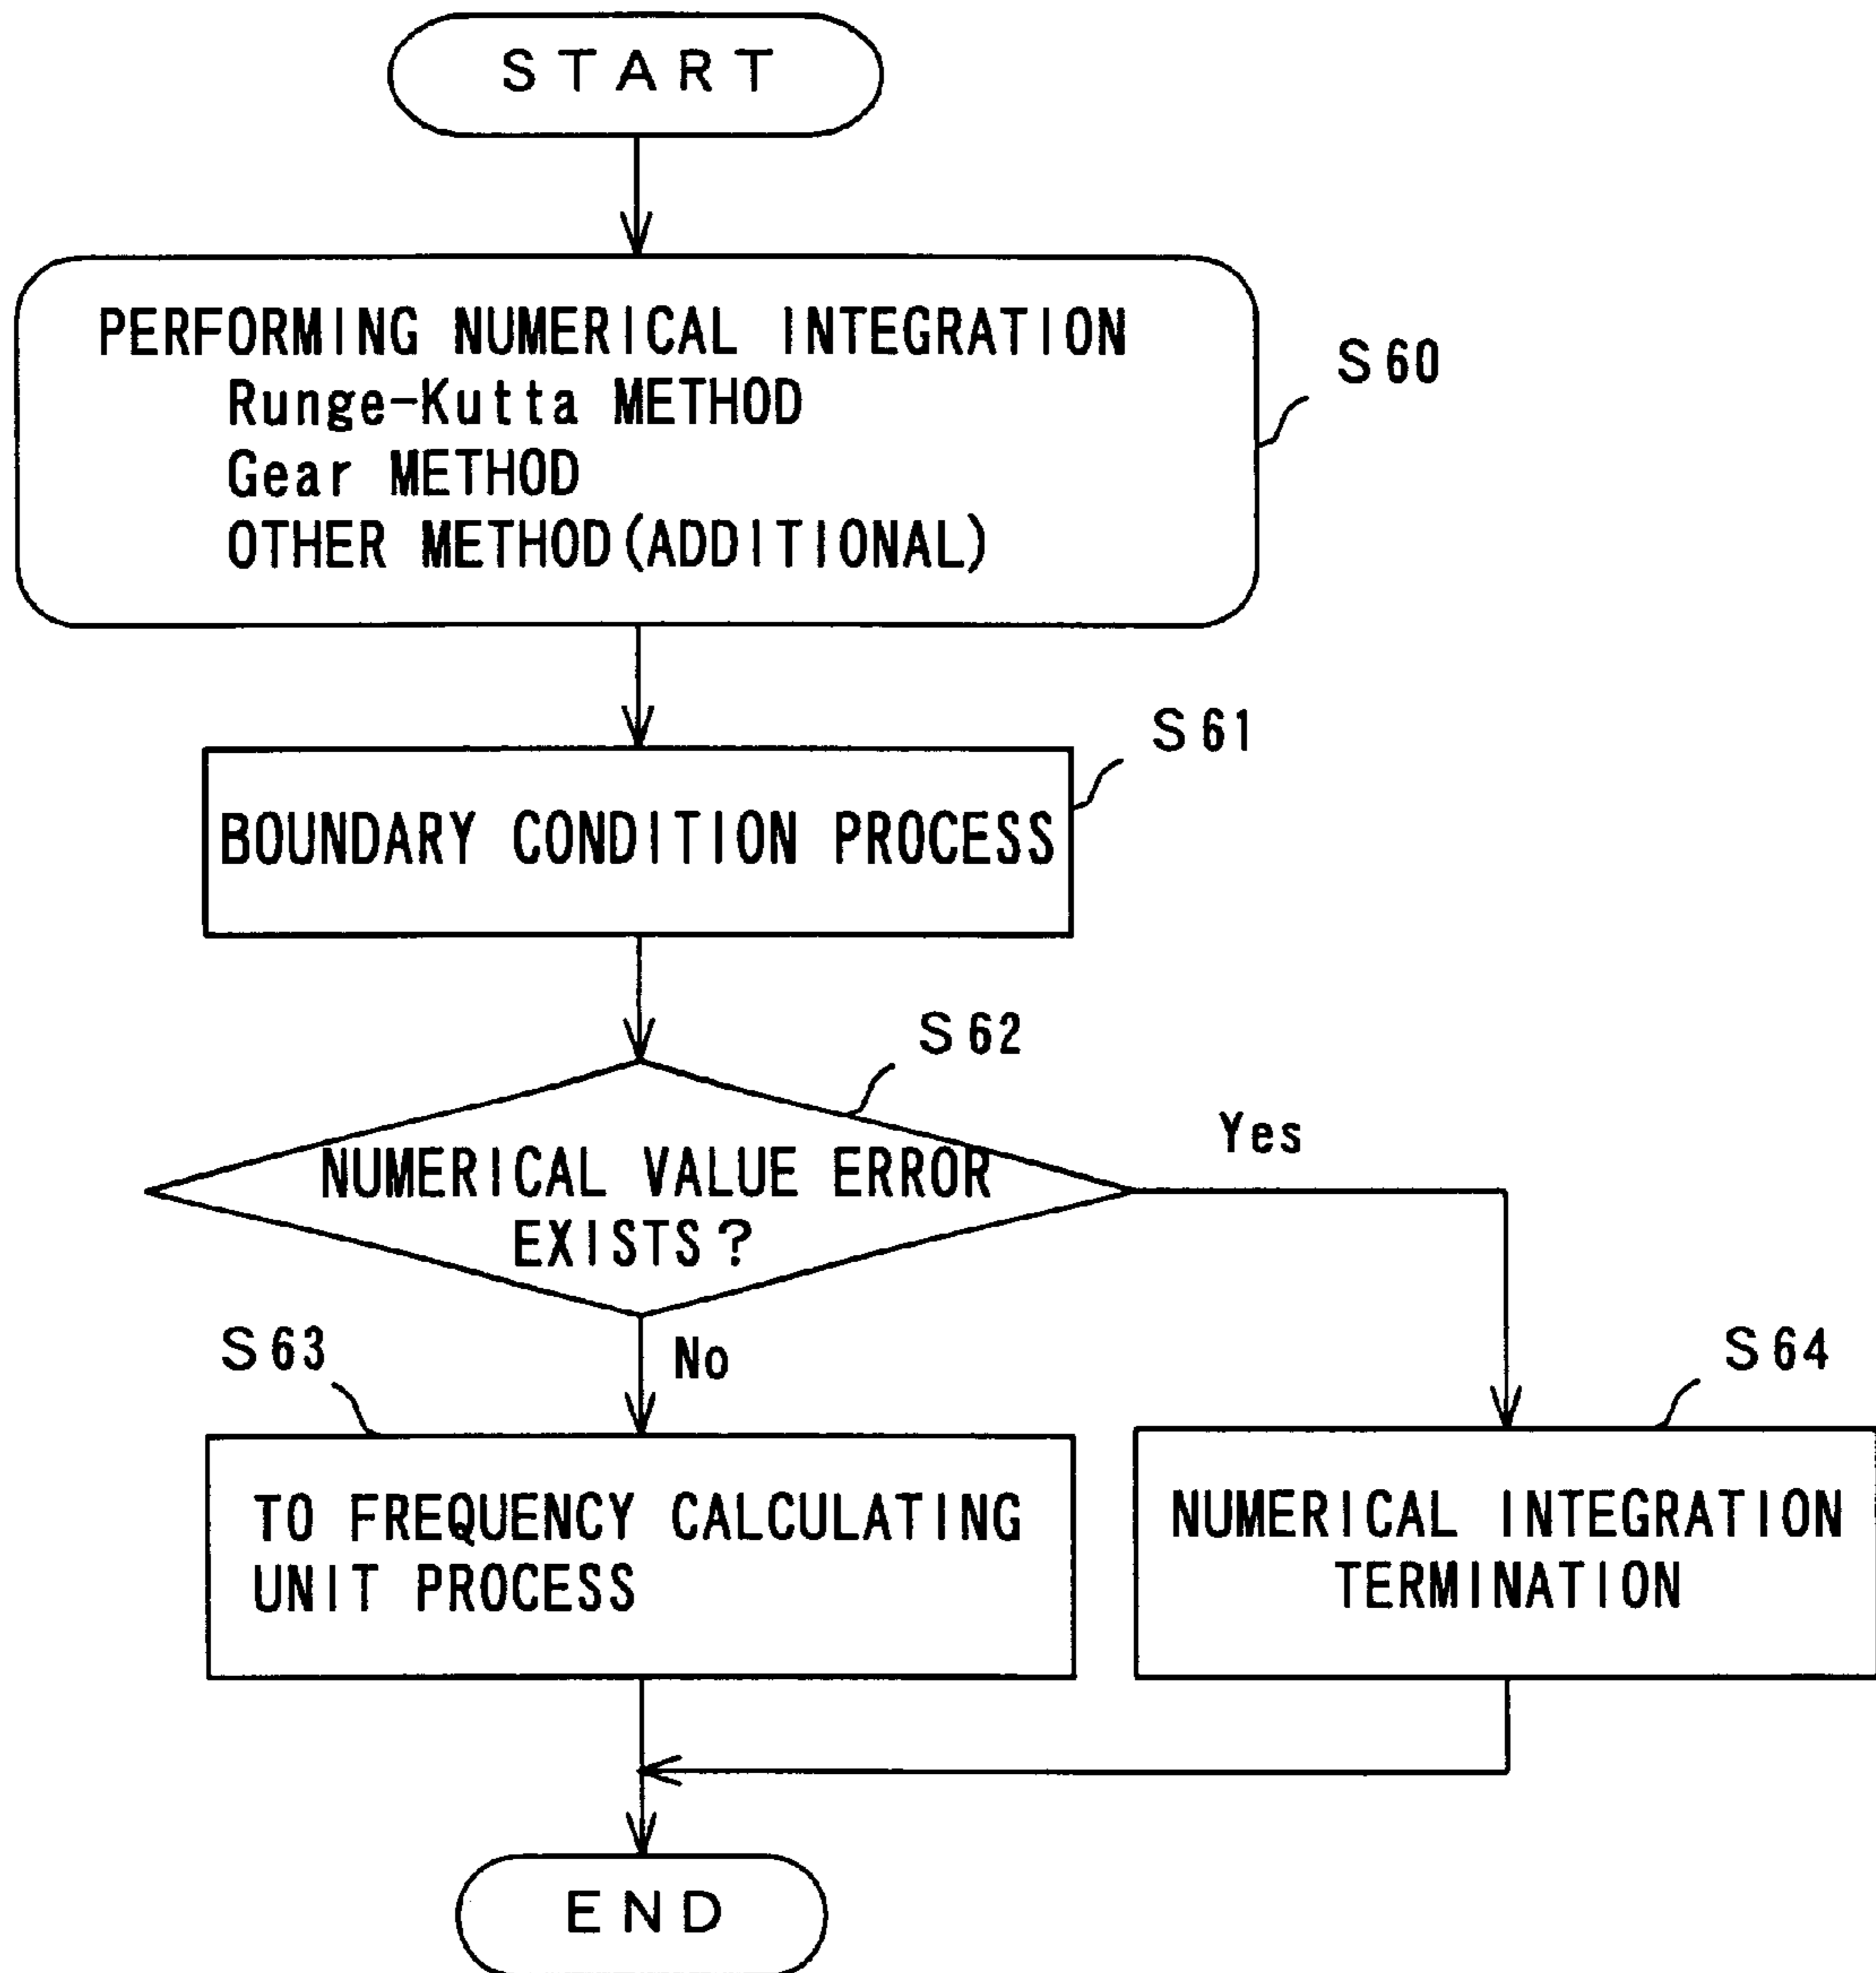 START
PERFORMING NUMERICAL INTEGRATION
Runge-Kutta METHOD
Gear METHOD
OTHER METHOD(ADDITIONAL)
S60
BOUNDARY CONDITION PROCESS
S61
NUMERICAL VALUE ERROR
EXISTS?
S62
Yes
No
S63
TO FREQUENCY CALCULATING
UNIT PROCESS
S64
NUMERICAL INTEGRATION
TERMINATION
END